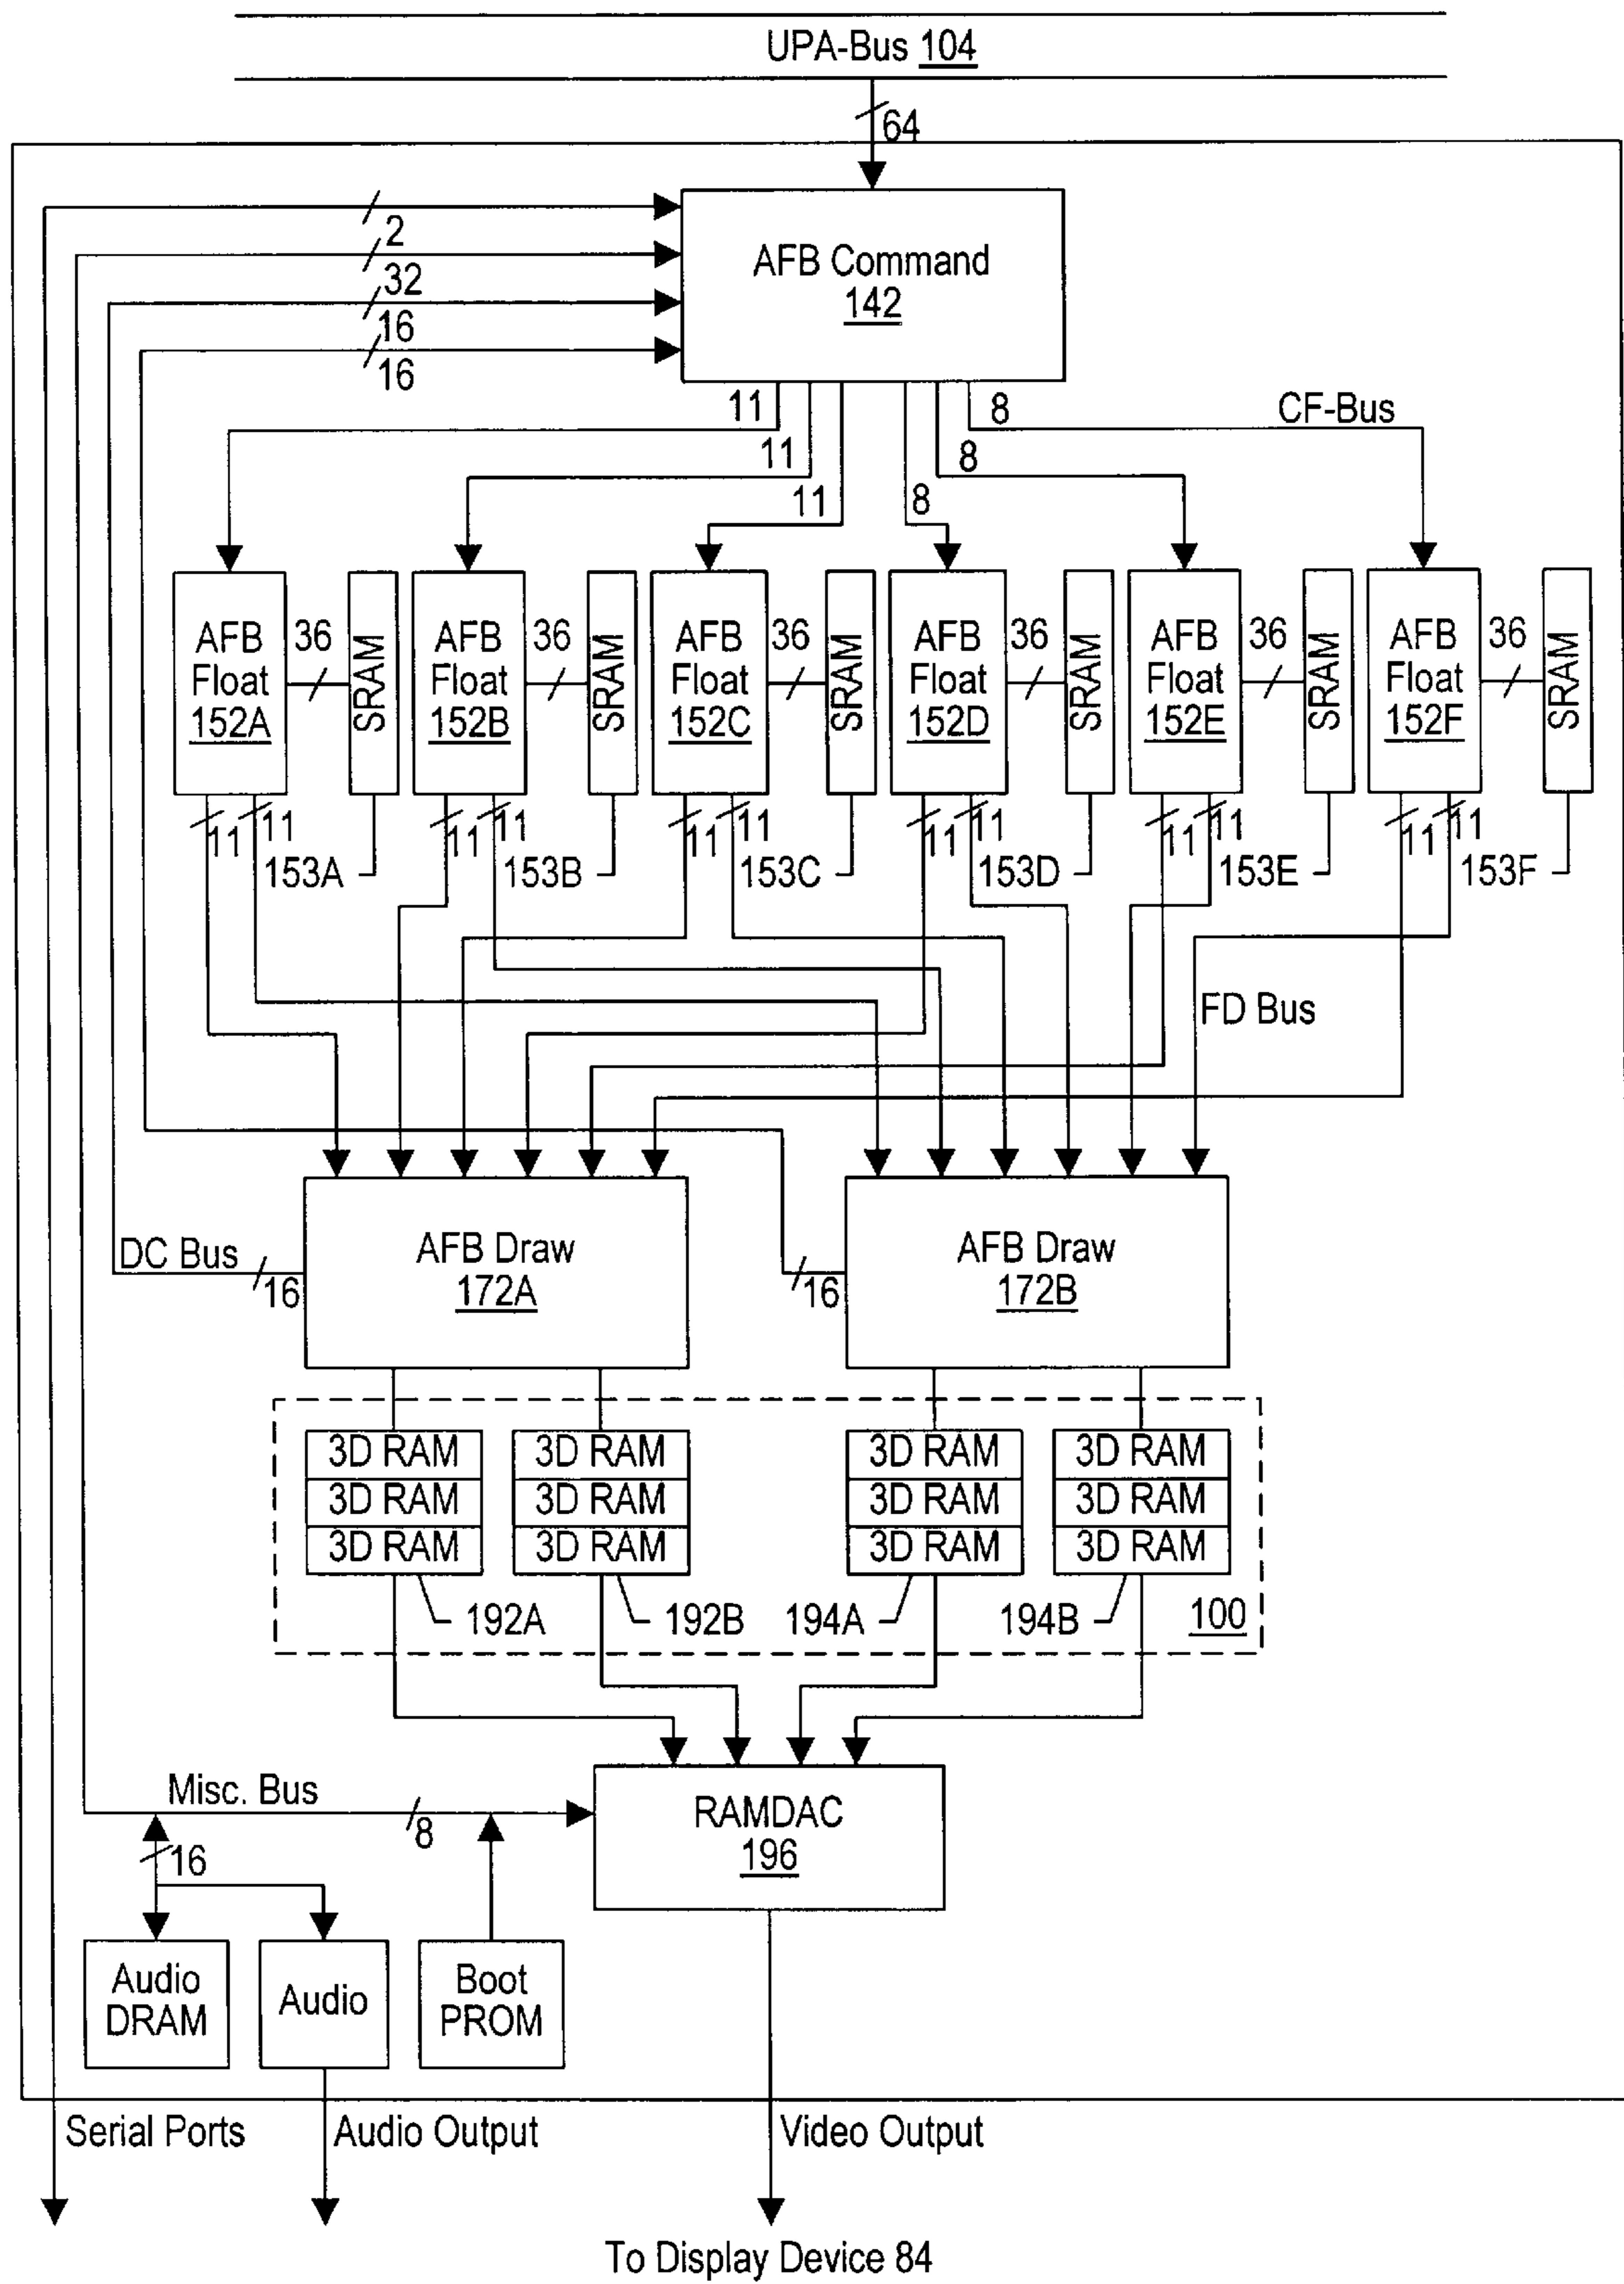 UPA-Bus 104
64
2
32
16
16
AFB Command
142
11
11
11
8
8
8
CF-Bus
AFB
Float
152A
36
SRAM
AFB
Float
152B
36
SRAM
AFB
Float
152C
36
SRAM
AFB
Float
152D
36
SRAM
AFB
Float
152E
36
SRAM
AFB
Float
152F
36
SRAM
11
11
153A
11
11
153B
11
11
153C
11
11
153D
11
11
153E
11
11
153F
FD Bus
DC Bus
16
AFB Draw
172A
16
AFB Draw
172B
3D RAM
3D RAM
3D RAM
3D RAM
3D RAM
3D RAM
3D RAM
3D RAM
3D RAM
3D RAM
3D RAM
3D RAM
192A
192B
194A
194B
100
Misc. Bus
8
16
RAMDAC
196
Audio
DRAM
Audio
Boot
PROM
Serial Ports
Audio Output
Video Output
To Display Device 84